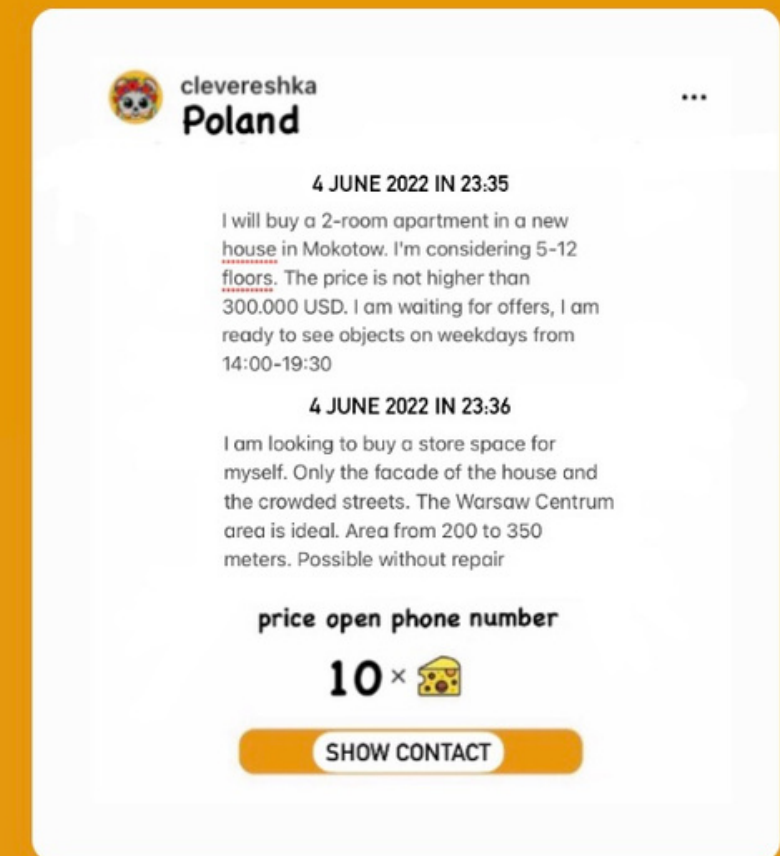 clevereshka
Poland
4 JUNE 2022 IN 23:35
I will buy a 2-room apartment in a new
house in Mokotow. I'm considering 5-12
floors. The price is not higher than
300.000 USD. I am waiting for offers, I am
ready to see objects on weekdays from
14:00-19:30
4 JUNE 2022 IN 23:36
I am looking to buy a store space for
myself. Only the facade of the house and
the crowded streets. The Warsaw Centrum
area is ideal. Area from 200 to 350
meters. Possible without repair
price open phone number
10 ×
SHOW CONTACT